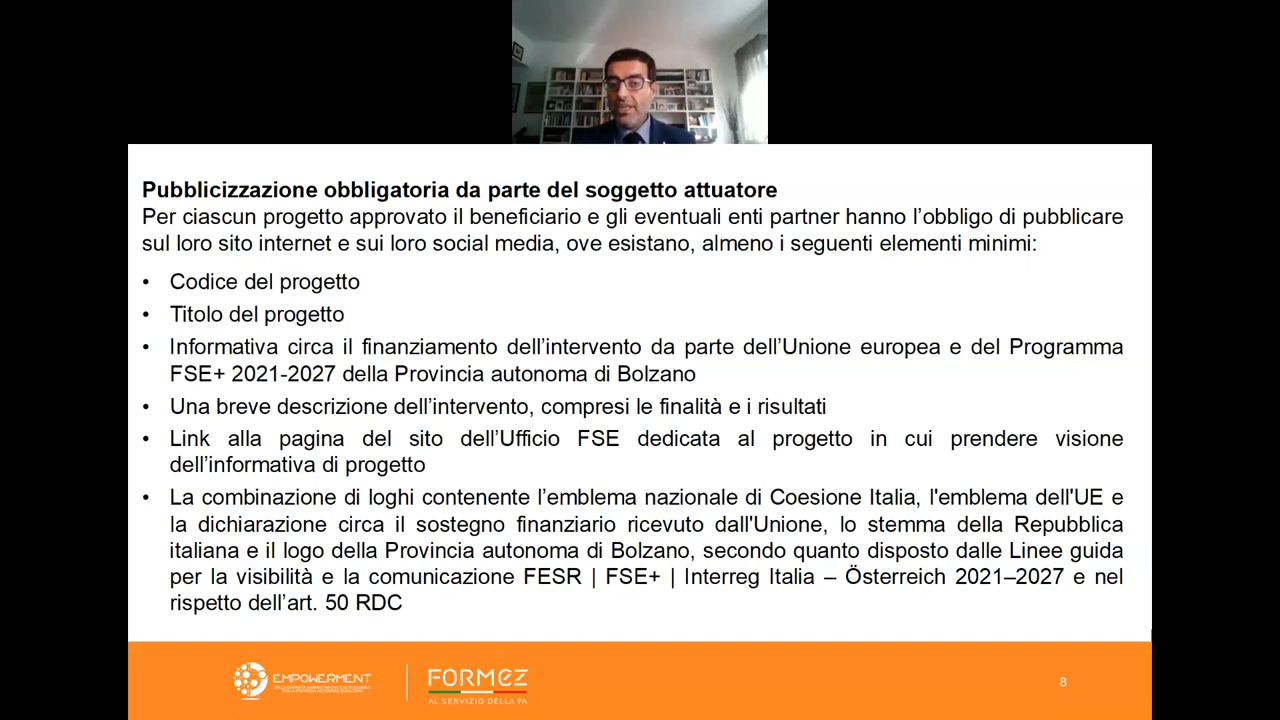 Pubblicizzazione obbligatoria da parte del soggetto attuatore
Per ciascun progetto approvato il beneficiario e gli eventuali enti partner hanno l’obbligo di pubblicare
sul loro sito internet e sui loro social media, ove esistano, almeno i seguenti elementi minimi:
• Codice del progetto
• Titolo del progetto
• Informativa circa il finanziamento dell’intervento da parte dell’Unione europea e del Programma
FSE+ 2021-2027 della Provincia autonoma di Bolzano
• Una breve descrizione dell’intervento, compresi le finalità e i risultati
• Link alla pagina del sito dell’Ufficio FSE dedicata al progetto in cui prendere visione
dell’informativa di progetto
• La combinazione di loghi contenente l’emblema nazionale di Coesione Italia, l'emblema dell'UE e
la dichiarazione circa il sostegno finanziario ricevuto dall'Unione, lo stemma della Repubblica
italiana e il logo della Provincia autonoma di Bolzano, secondo quanto disposto dalle Linee guida
per la visibilità e la comunicazione FESR | FSE+ | Interreg Italia – Österreich 2021–2027 e nel
rispetto dell’art. 50 RDC
EMPOWERMENT
FORMEZ
AL SERVIZIO DELLA PA
8